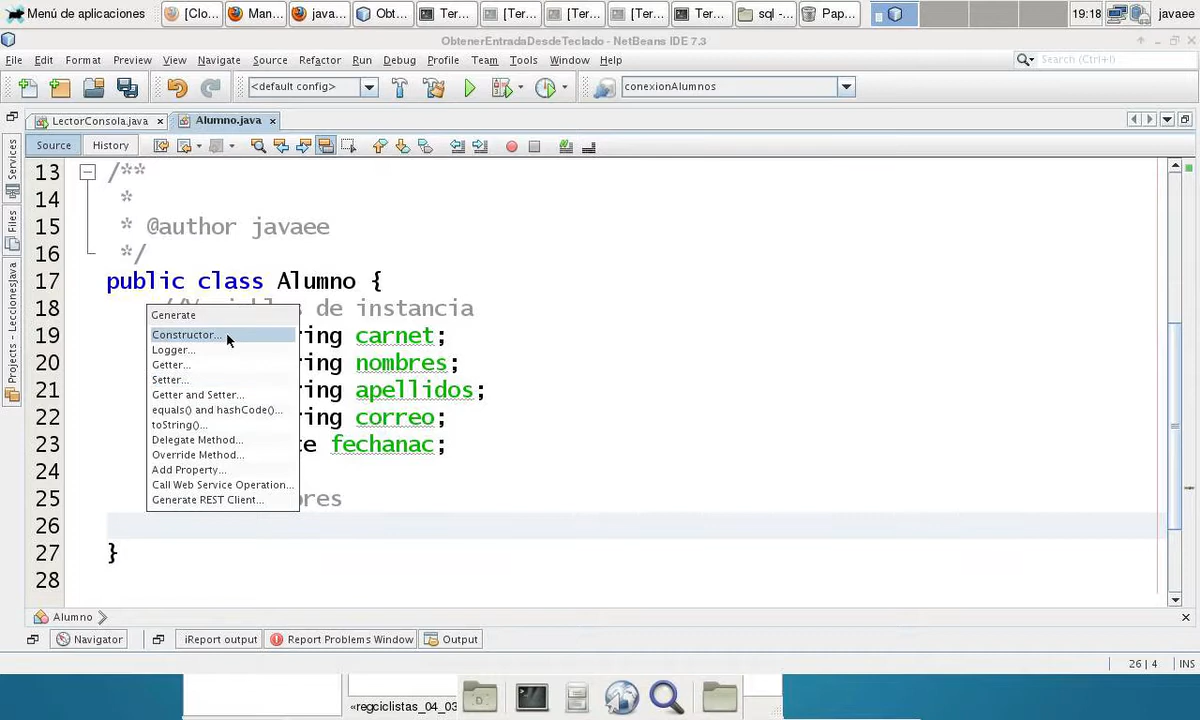 Menú de aplicaciones [Clo... Man... java... Obt... Ter... [Ter... [Ter... [Ter... Ter... sql -... Pap... 19:18 javaee
ObtenerEntradaDesdeTeclado - NetBeans IDE 7.3
File Edit Format Preview View Navigate Source Refactor Run Debug Profile Team Tools Window Help Search (Ctrl+I)
<default config> conexionAlumnos
LectorConsola.java Alumno.java
Source History
Services
Files
Projects - LeccionesJava
13 /**
14 *
15 * @author javaee
16 */
17 public class Alumno {
18 de instancia
19 ring carnet;
20 ring nombres;
21 ring apellidos;
22 ring correo;
23 te fechanac;
24
25 ores
26
27 }
28
Generate
Constructor...
Logger...
Getter...
Setter...
Getter and Setter...
equals() and hashCode()...
toString()...
Delegate Method...
Override Method...
Add Property...
Call Web Service Operation...
Generate REST Client...
Alumno
Navigator iReport output Report Problems Window Output
26 | 4 INS
«regciclistas_04_03